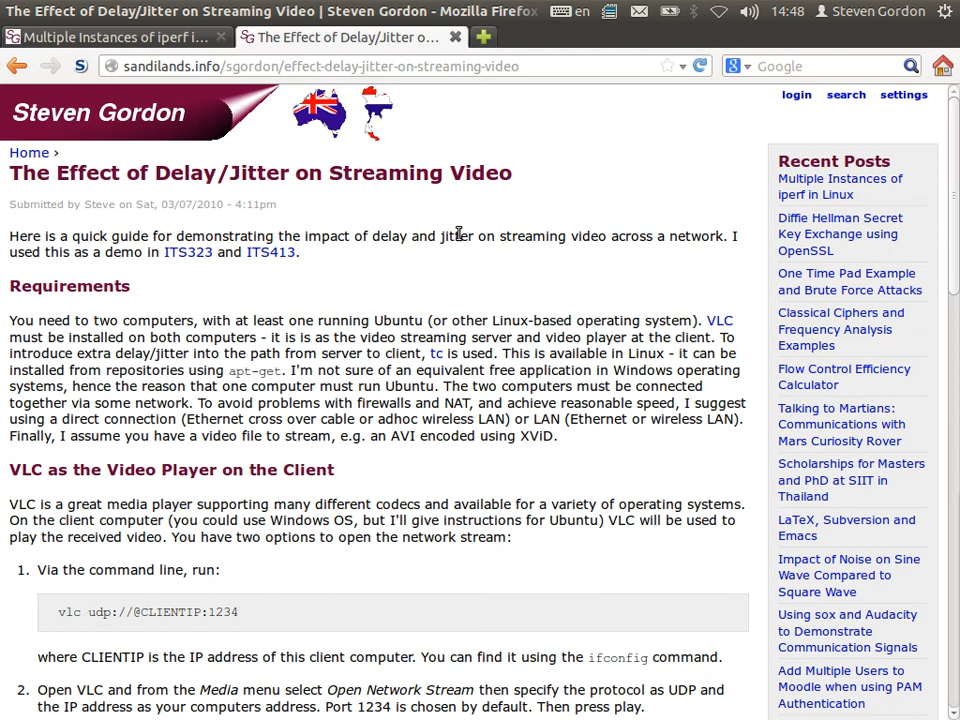 The Effect of Delay/Jitter on Streaming Video | Steven Gordon - Mozilla Firefox
en
14:48
Steven Gordon
Multiple Instances of iperf i...
The Effect of Delay/Jitter o...
sandilands.info/sgordon/effect-delay-jitter-on-streaming-video
Google
Steven Gordon
login
search
settings
Home ›
The Effect of Delay/Jitter on Streaming Video
Submitted by Steve on Sat, 03/07/2010 - 4:11pm
Here is a quick guide for demonstrating the impact of delay and jitter on streaming video across a network. I
used this as a demo in ITS323 and ITS413.
Requirements
You need to two computers, with at least one running Ubuntu (or other Linux-based operating system). VLC
must be installed on both computers - it is is as the video streaming server and video player at the client. To
introduce extra delay/jitter into the path from server to client, tc is used. This is available in Linux - it can be
installed from repositories using apt-get. I'm not sure of an equivalent free application in Windows operating
systems, hence the reason that one computer must run Ubuntu. The two computers must be connected
together via some network. To avoid problems with firewalls and NAT, and achieve reasonable speed, I suggest
using a direct connection (Ethernet cross over cable or adhoc wireless LAN) or LAN (Ethernet or wireless LAN).
Finally, I assume you have a video file to stream, e.g. an AVI encoded using XViD.
VLC as the Video Player on the Client
VLC is a great media player supporting many different codecs and available for a variety of operating systems.
On the client computer (you could use Windows OS, but I'll give instructions for Ubuntu) VLC will be used to
play the received video. You have two options to open the network stream:
1. Via the command line, run:
vlc udp://@CLIENTIP:1234
where CLIENTIP is the IP address of this client computer. You can find it using the ifconfig command.
2. Open VLC and from the Media menu select Open Network Stream then specify the protocol as UDP and
the IP address as your computers address. Port 1234 is chosen by default. Then press play.
Recent Posts
Multiple Instances of
iperf in Linux
Diffie Hellman Secret
Key Exchange using
OpenSSL
One Time Pad Example
and Brute Force Attacks
Classical Ciphers and
Frequency Analysis
Examples
Flow Control Efficiency
Calculator
Talking to Martians:
Communications with
Mars Curiosity Rover
Scholarships for Masters
and PhD at SIIT in
Thailand
LaTeX, Subversion and
Emacs
Impact of Noise on Sine
Wave Compared to
Square Wave
Using sox and Audacity
to Demonstrate
Communication Signals
Add Multiple Users to
Moodle when using PAM
Authentication